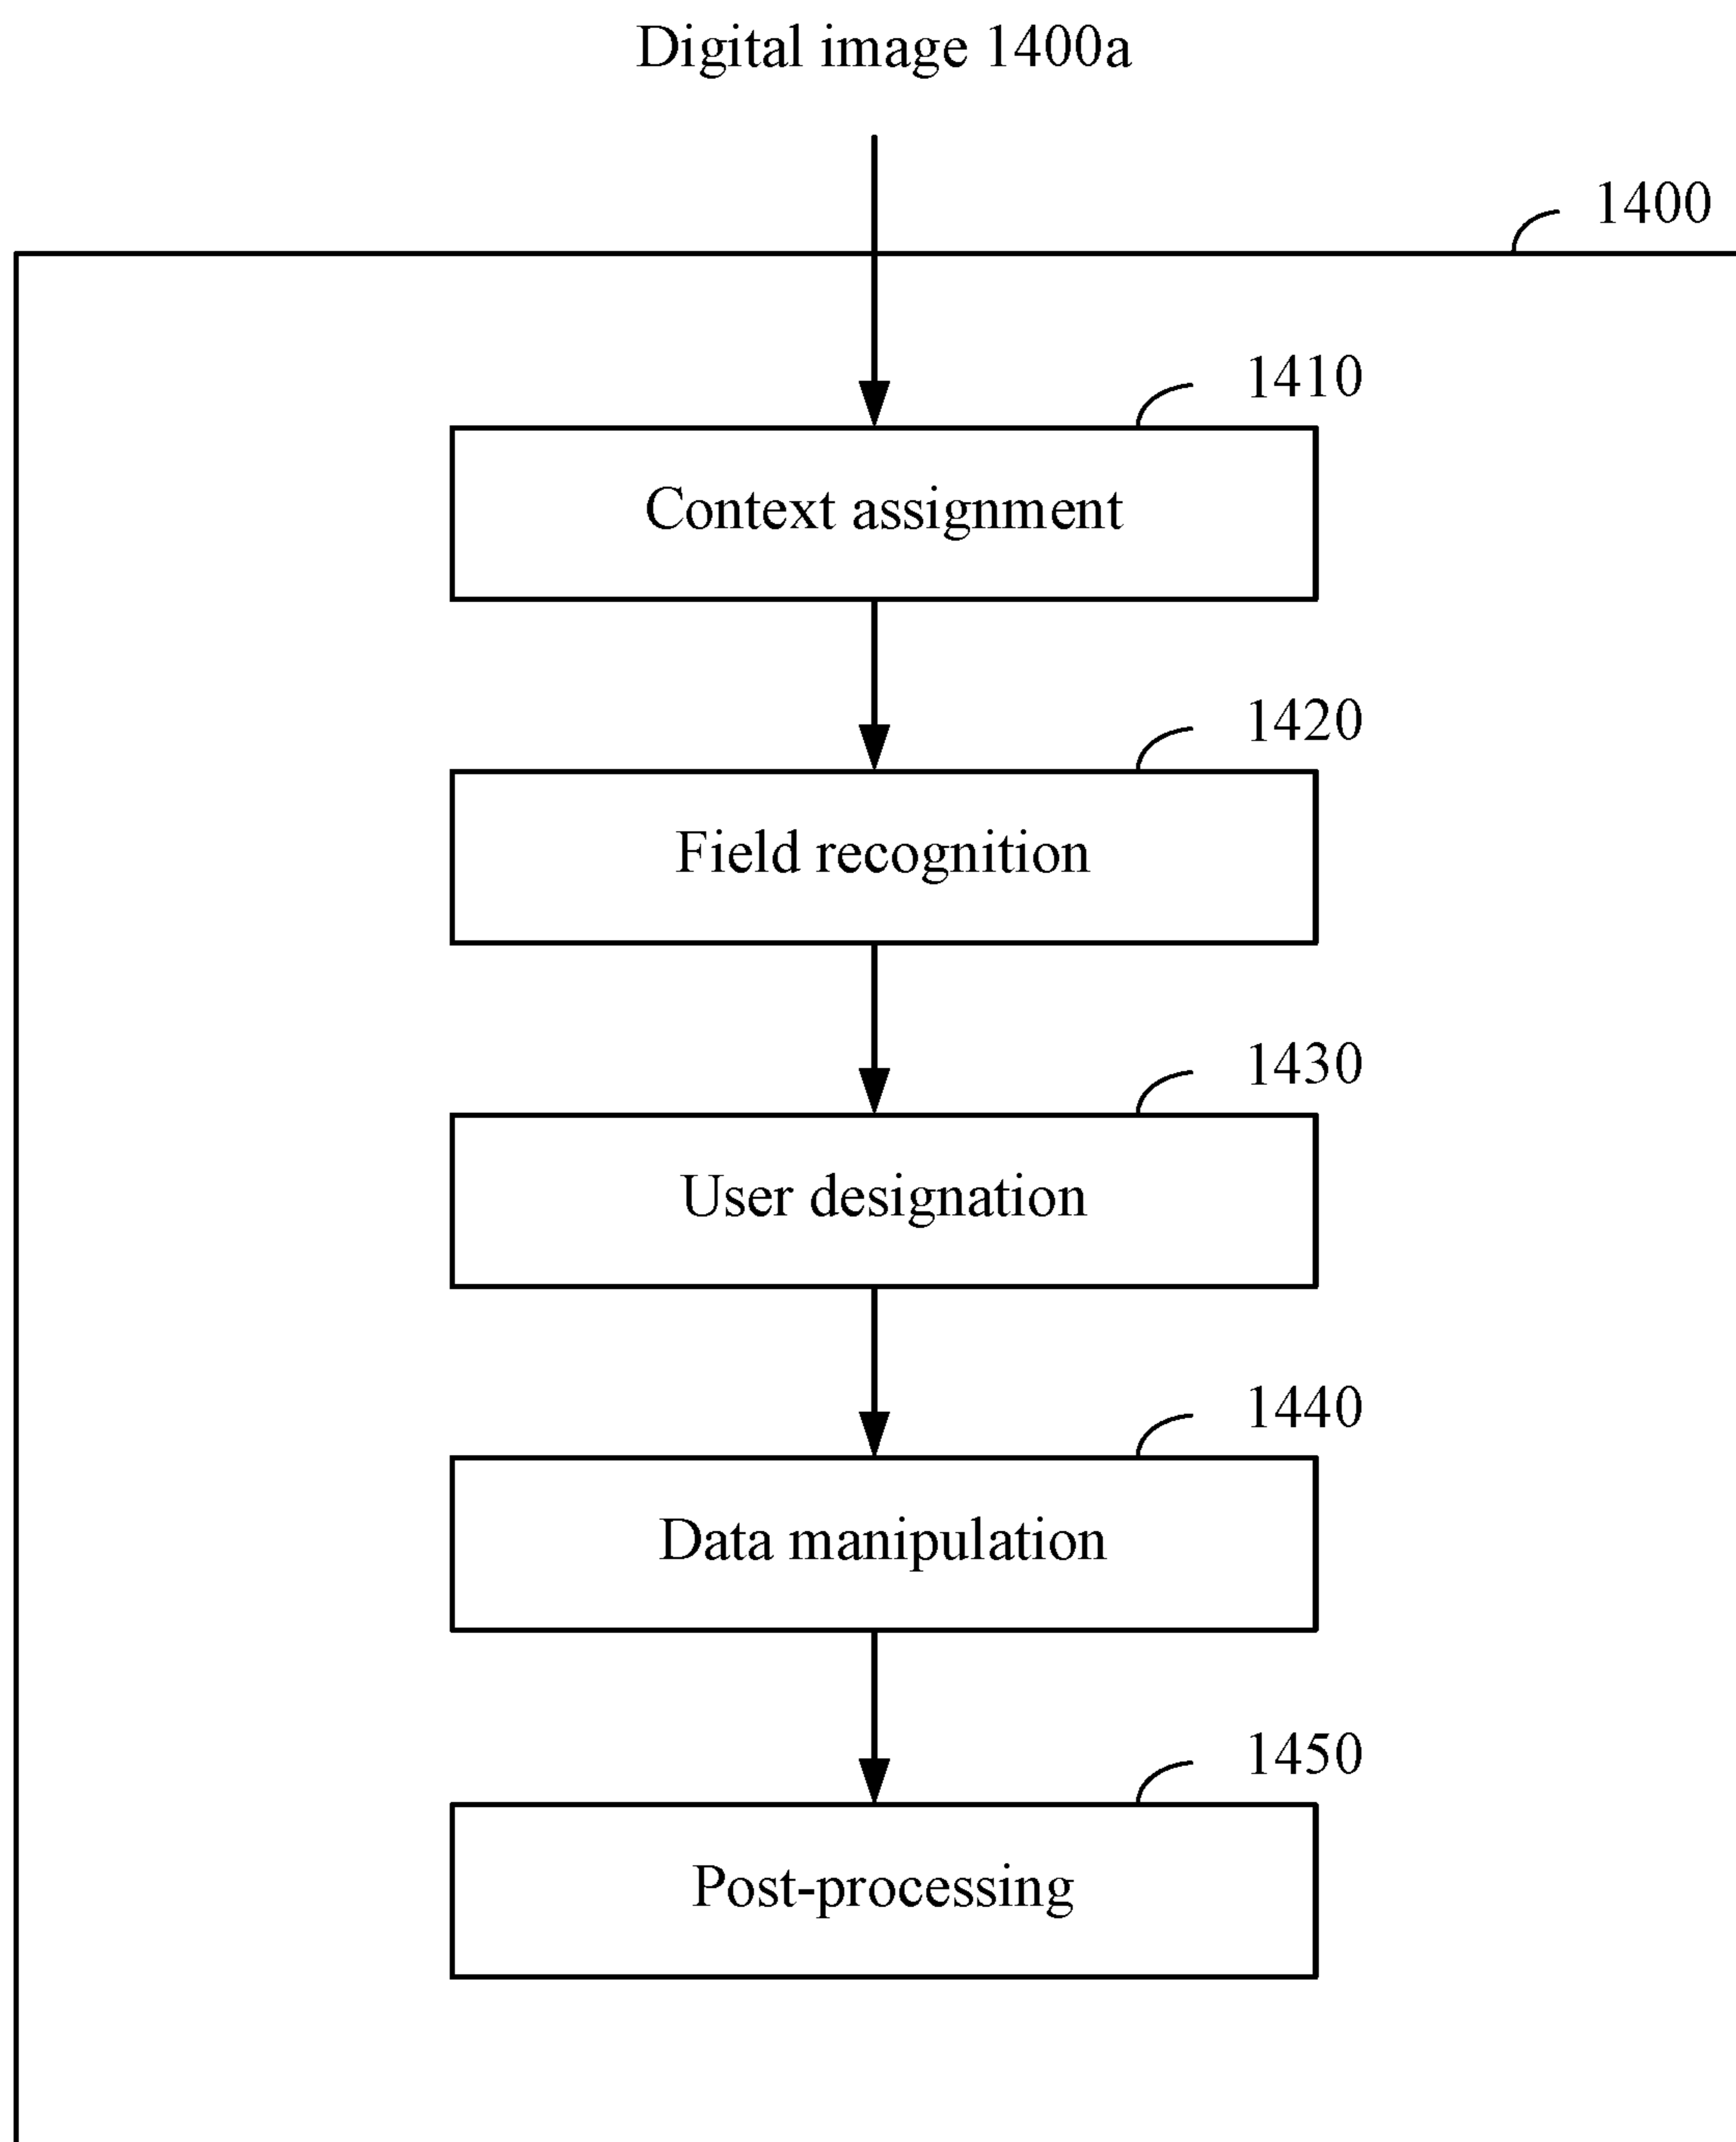 Digital image 1400a
1400
1410
Context assignment
1420
Field recognition
1430
User designation
1440
Data manipulation
1450
Post-processing